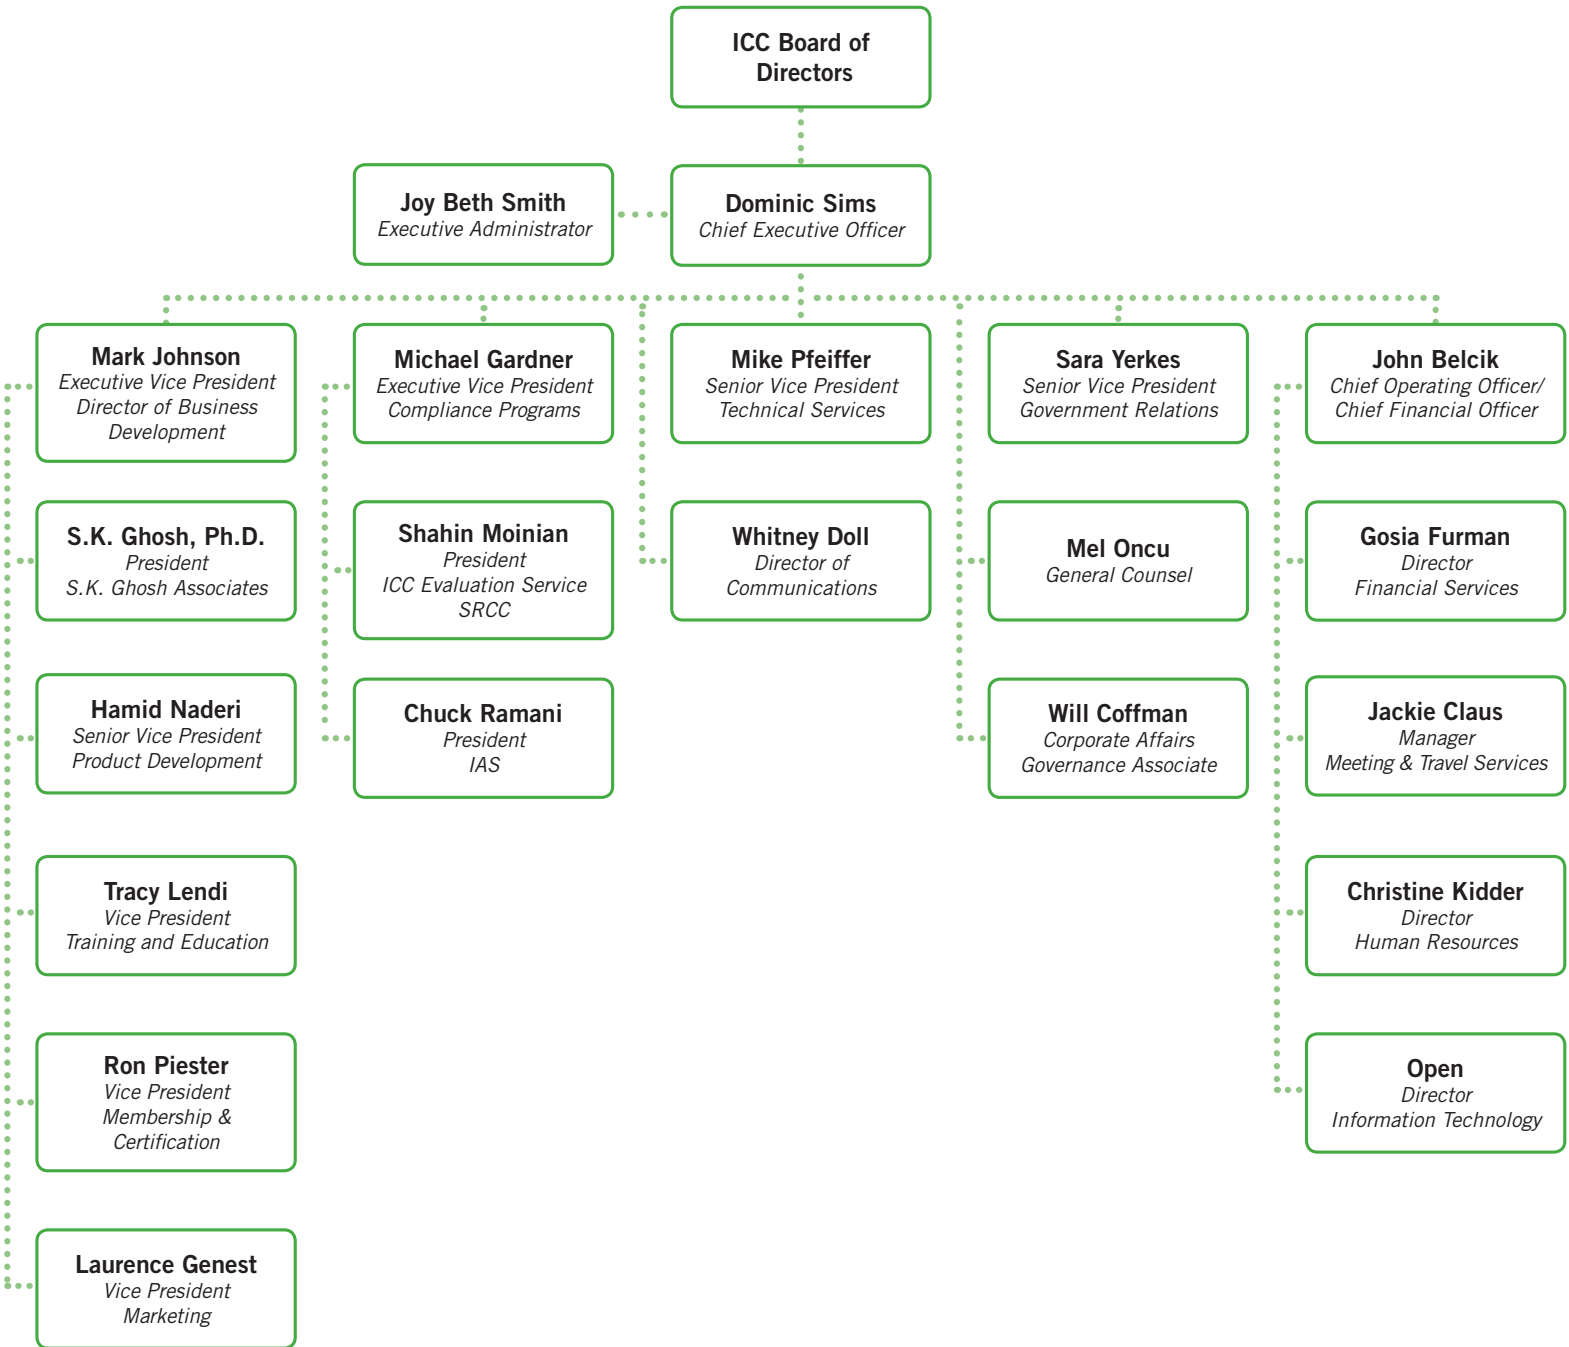 ICC Board of
Directors
Joy Beth Smith
Executive Administrator
Dominic Sims
Chief Executive Officer
Mark Johnson
Executive Vice President
Director of Business
Development
Michael Gardner
Executive Vice President
Compliance Programs
Mike Pfeiffer
Senior Vice President
Technical Services
Sara Yerkes
Senior Vice President
Government Relations
John Belcik
Chief Operating Officer/
Chief Financial Officer
S.K. Ghosh, Ph.D.
President
S.K. Ghosh Associates
Shahin Moinian
President
ICC Evaluation Service
SRCC
Whitney Doll
Director of
Communications
Mel Oncu
General Counsel
Gosia Furman
Director
Financial Services
Hamid Naderi
Senior Vice President
Product Development
Chuck Ramani
President
IAS
Will Coffman
Corporate Affairs
Governance Associate
Jackie Claus
Manager
Meeting & Travel Services
Tracy Lendi
Vice President
Training and Education
Christine Kidder
Director
Human Resources
Ron Piester
Vice President
Membership &
Certification
Open
Director
Information Technology
Laurence Genest
Vice President
Marketing